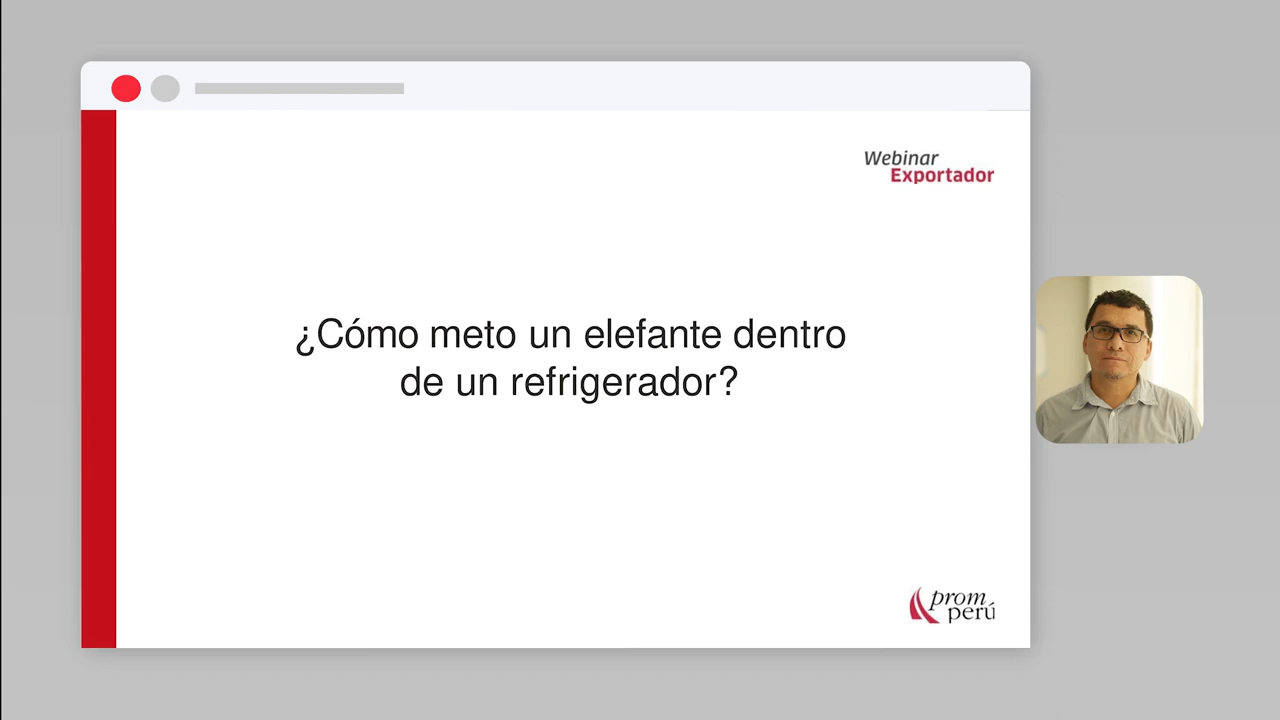 Webinar
Exportador
¿Cómo meto un elefante dentro
de un refrigerador?
prom
perú